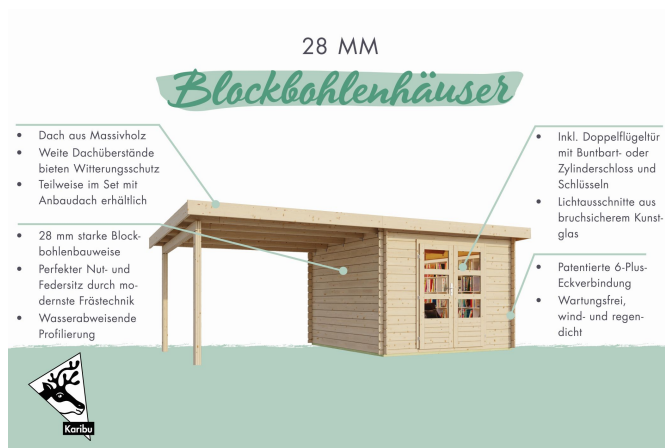 28 MM
Blockbohlenhäuser
• Dach aus Massivholz
• Weite Dachüberstände
bieten Witterungsschutz
• Teilweise im Set mit
Anbaudach erhältlich
• 28 mm starke Block-
bohlenbauweise
• Perfekter Nut- und
Federsitz durch mo-
dernste Frästechnik
• Wasserabweisende
Profilierung
• Inkl. Doppelflügeltür
mit Buntbart- oder
Zylinderschloss und
Schlüsseln
• Lichtausschnitte aus
bruchsicherem Kunst-
glas
• Patentierte 6-Plus-
Eckverbindung
• Wartungsfrei,
wind- und regen-
dicht
Karibu